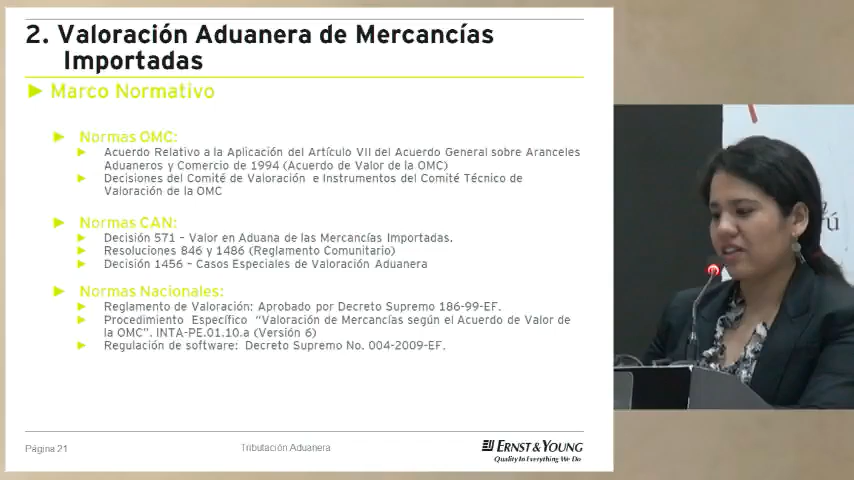 2. Valoración Aduanera de Mercancías
Importadas
Marco Normativo
Normas OMC:
Acuerdo Relativo a la Aplicación del Artículo VII del Acuerdo General sobre Aranceles
Aduaneros y Comercio de 1994 (Acuerdo de Valor de la OMC)
Decisiones del Comité de Valoración e Instrumentos del Comité Técnico de
Valoración de la OMC
Normas CAN:
Decisión 571 – Valor en Aduana de las Mercancías Importadas.
Resoluciones 846 y 1486 (Reglamento Comunitario)
Decisión 1456 – Casos Especiales de Valoración Aduanera
Normas Nacionales:
Reglamento de Valoración: Aprobado por Decreto Supremo 186-99-EF.
Procedimiento Específico "Valoración de Mercancías según el Acuerdo de Valor de
la OMC". INTA-PE.01.10.a (Versión 6)
Regulación de software: Decreto Supremo No. 004-2009-EF.
Página 21
Tributación Aduanera
ERNST & YOUNG
Quality In Everything We Do